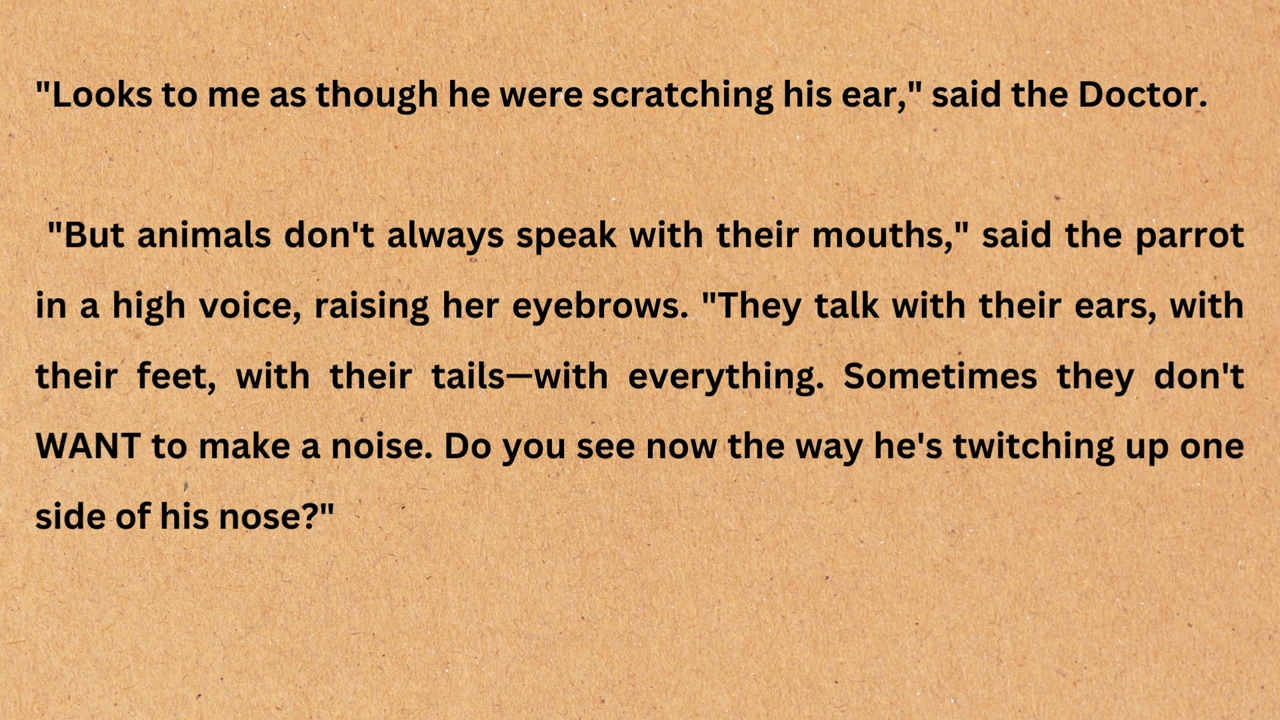 "Looks to me as though he were scratching his ear," said the Doctor.
"But animals don't always speak with their mouths," said the parrot
in a high voice, raising her eyebrows. "They talk with their ears, with
their feet, with their tails—with everything. Sometimes they don't
WANT to make a noise. Do you see now the way he's twitching up one
side of his nose?"